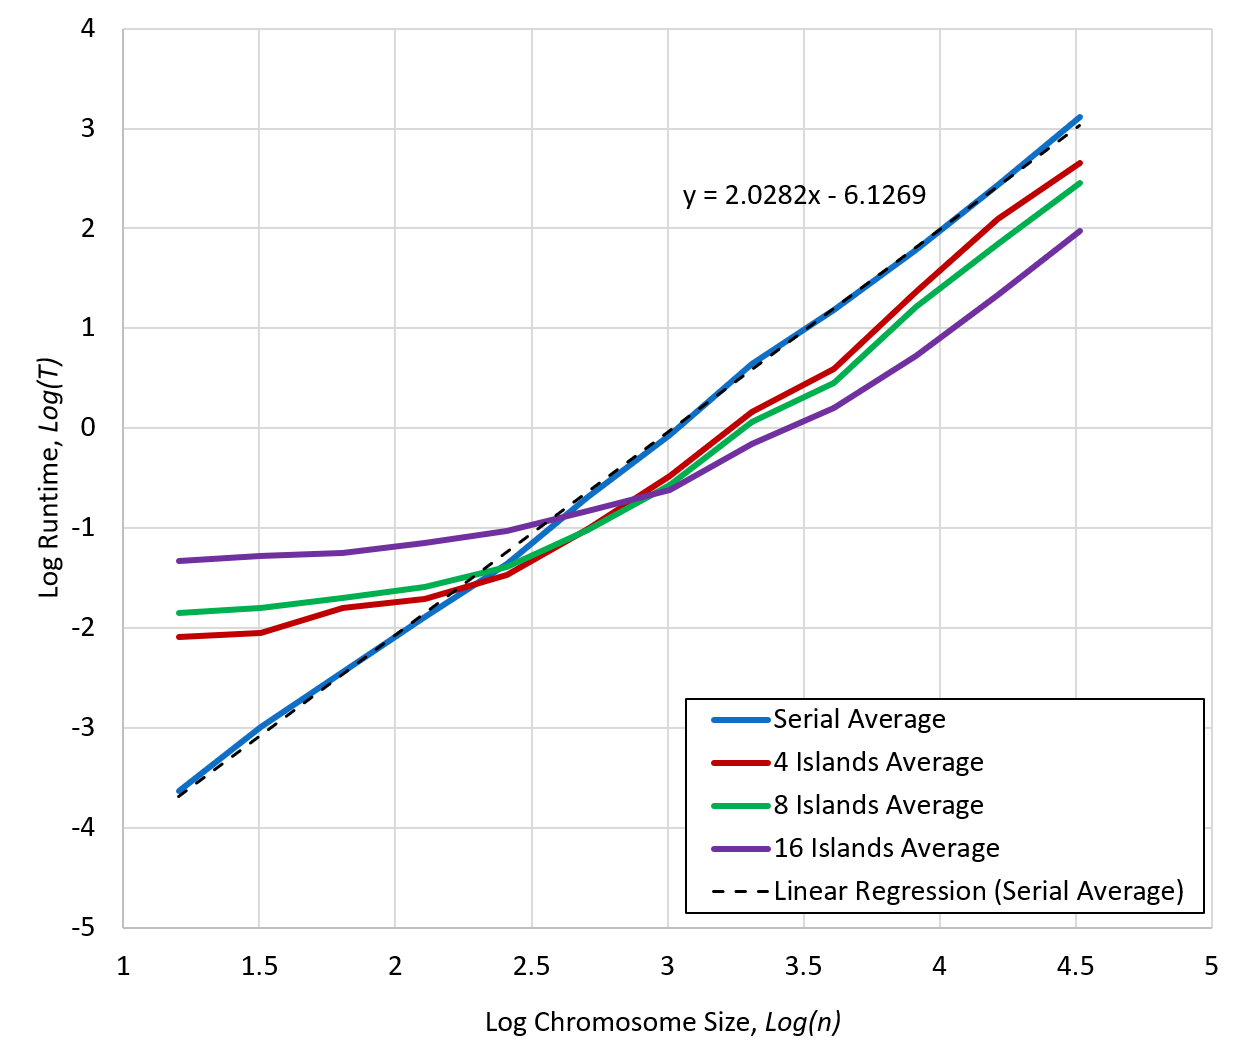 4
3
2
1
0
-1
-2
-3
-4
-5
Log Runtime, Log(T)
y = 2.0282x - 6.1269
Serial Average
4 Islands Average
8 Islands Average
16 Islands Average
Linear Regression (Serial Average)
1 1.5 2 2.5 3 3.5 4 4.5 5
Log Chromosome Size, Log(n)